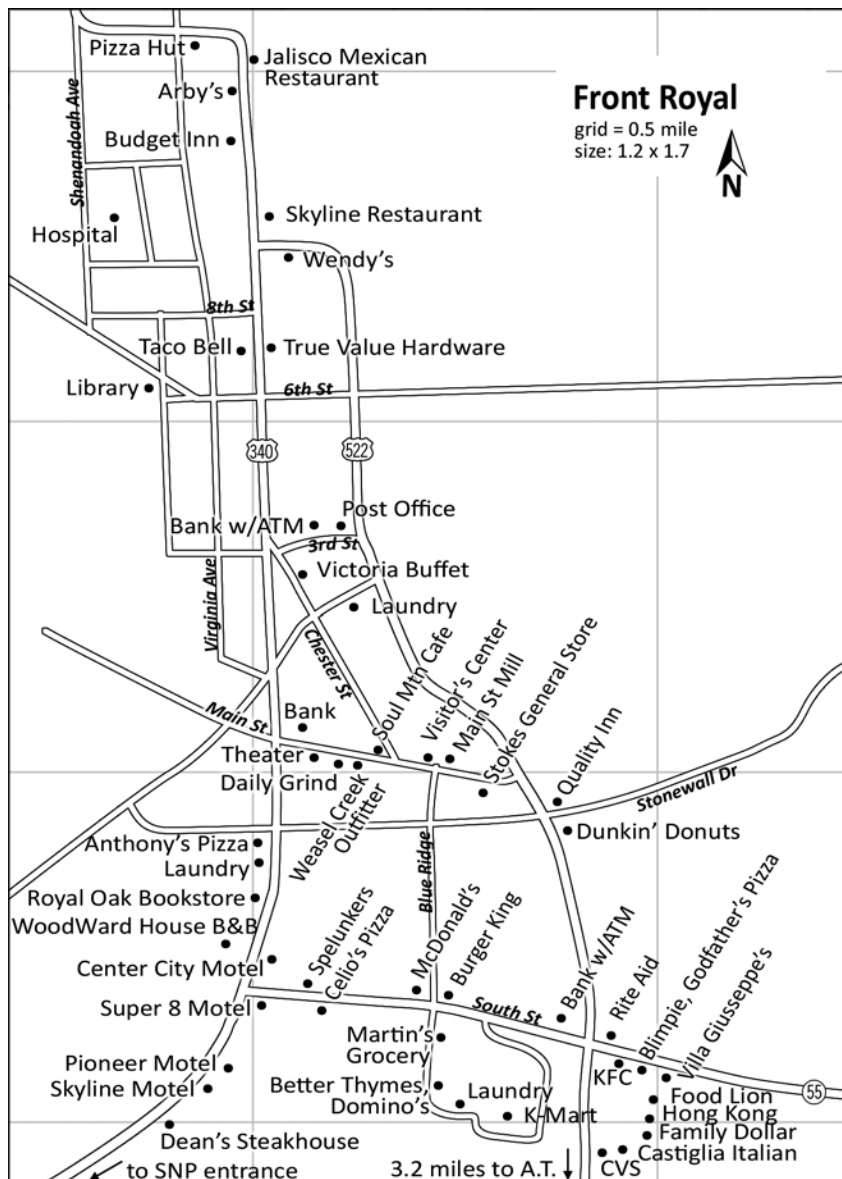 Pizza Hut
Jalisco Mexican
Restaurant
Arby's
Front Royal
grid = 0.5 mile
size: 1.2 x 1.7
N
Shenandoah Ave
Budget Inn
Hospital
Skyline Restaurant
Wendy's
8th St
Taco Bell
True Value Hardware
Library
6th St
340
522
Bank w/ATM
Post Office
3rd St
Victoria Buffet
Virginia Ave
Laundry
Chester St
Soul Mtn Cafe
Visitor's Center
Main St Mill
Stokes General Store
Main St
Bank
Theater
Daily Grind
Weasel Creek
Outfitter
Quality Inn
Stonewall Dr
Dunkin' Donuts
Anthony's Pizza
Laundry
Blue Ridge
Royal Oak Bookstore
WoodWard House B&B
Center City Motel
Spelunkers
Celio's Pizza
McDonald's
Burger King
Bank w/ATM
Rite Aid
Blimpie, Godfather's Pizza
Villa Giusseppe's
Super 8 Motel
South St
Martin's
Grocery
Pioneer Motel
Skyline Motel
Better Thymes
Domino's
Laundry
K-Mart
KFC
55
Food Lion
Hong Kong
Family Dollar
Castiglia Italian
CVS
Dean's Steakhouse
to SNP entrance
3.2 miles to A.T.